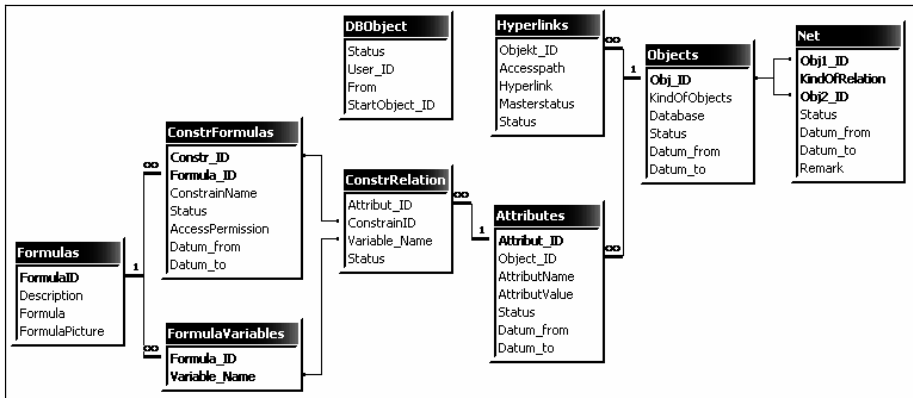 DBObject
Status
User_ID
From
StartObject_ID
Hyperlinks
Objekt_ID
Accesspath
Hyperlink
Masterstatus
Status
Objects
Obj_ID
KindOfObjects
Database
Status
Datum_from
Datum_to
Net
Obj1_ID
KindOfRelation
Obj2_ID
Status
Datum_from
Datum_to
Remark
ConstrFormulas
Constr_ID
Formula_ID
ConstrainName
Status
AccessPermission
Datum_from
Datum_to
ConstrRelation
Attribut_ID
ConstrainID
Variable_Name
Status
Attributes
Attribut_ID
Object_ID
AttributName
AttributValue
Status
Datum_from
Datum_to
Formulas
FormulaID
Description
Formula
FormulaPicture
FormulaVariables
Formula_ID
Variable_Name
∞
1
∞
∞
1
∞
1
∞